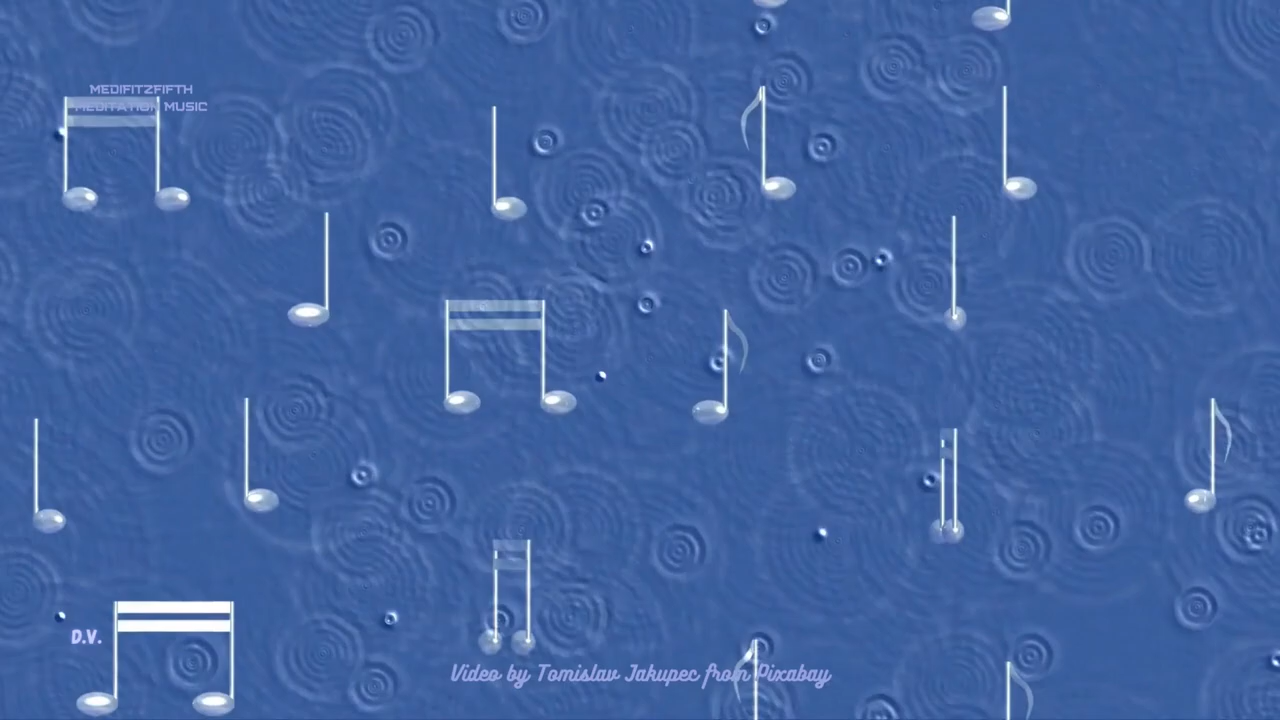 MEDIFITZFIFTH
MEDITATION MUSIC
D.V.
Video by Tomislav Jakupec from Pixabay